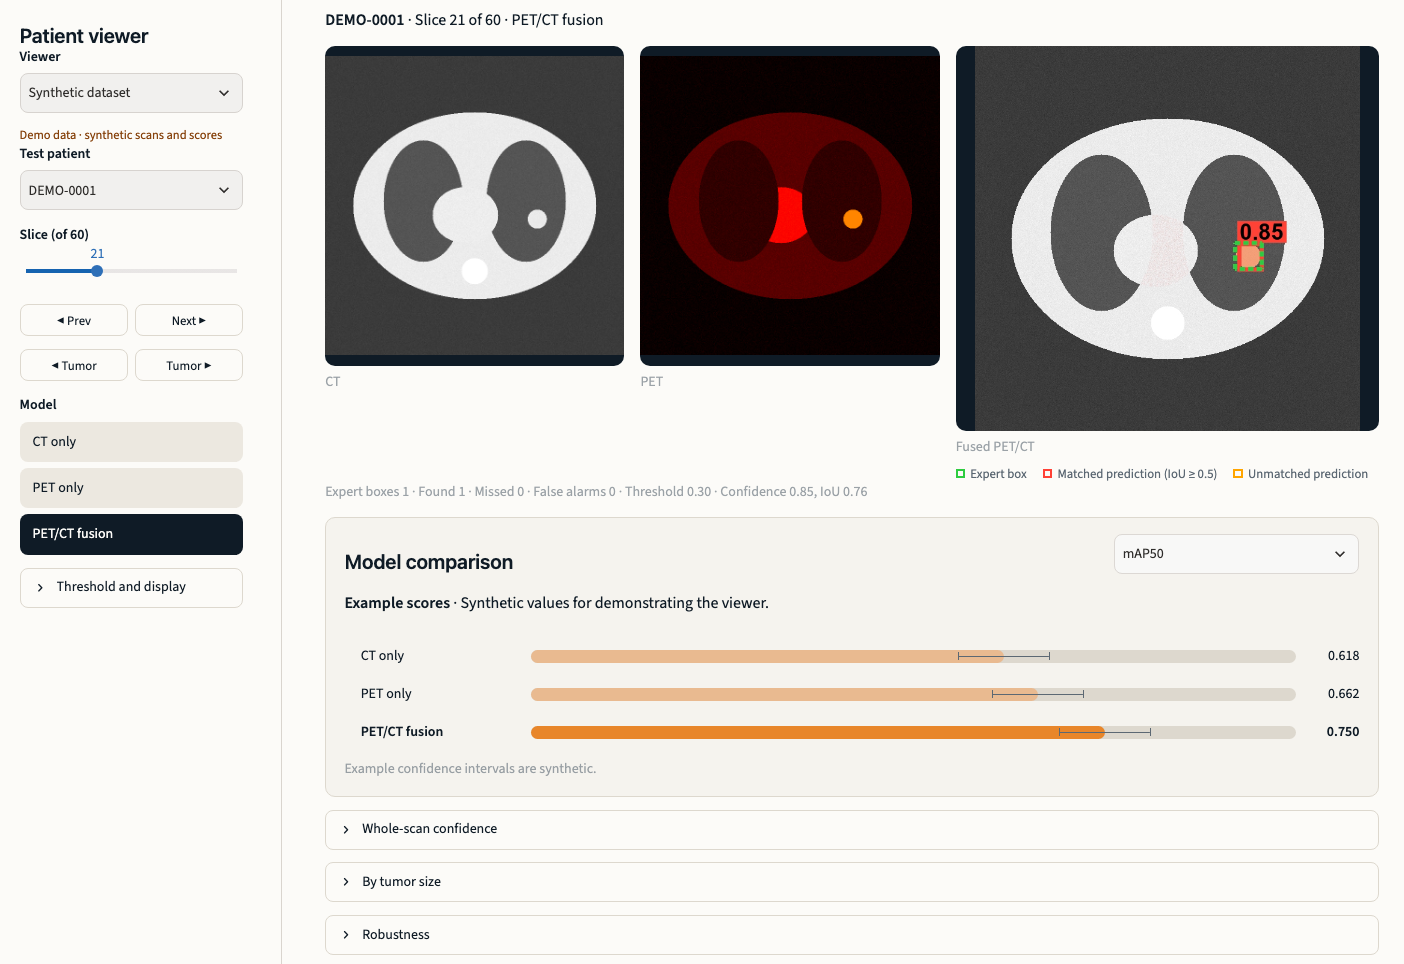 Patient viewer
Viewer
Synthetic dataset
Demo data · synthetic scans and scores
Test patient
DEMO-0001
Slice (of 60)
21
◂ Prev
Next ▸
◂ Tumor
Tumor ▸
Model
CT only
PET only
PET/CT fusion
Threshold and display
DEMO-0001 · Slice 21 of 60 · PET/CT fusion
0.85
CT
PET
Fused PET/CT
Expert box
Matched prediction (IoU ≥ 0.5)
Unmatched prediction
Expert boxes 1 · Found 1 · Missed 0 · False alarms 0 · Threshold 0.30 · Confidence 0.85, IoU 0.76
Model comparison
mAP50
Example scores · Synthetic values for demonstrating the viewer.
CT only 0.618
PET only 0.662
PET/CT fusion 0.750
Example confidence intervals are synthetic.
Whole-scan confidence
By tumor size
Robustness